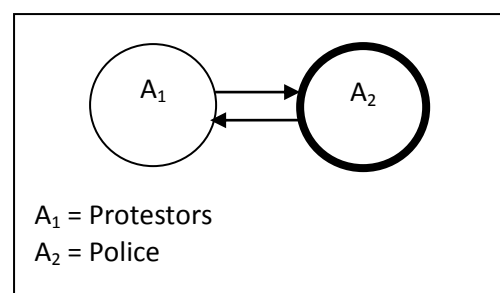 A₁ A₂
A₁ = Protestors
A₂ = Police